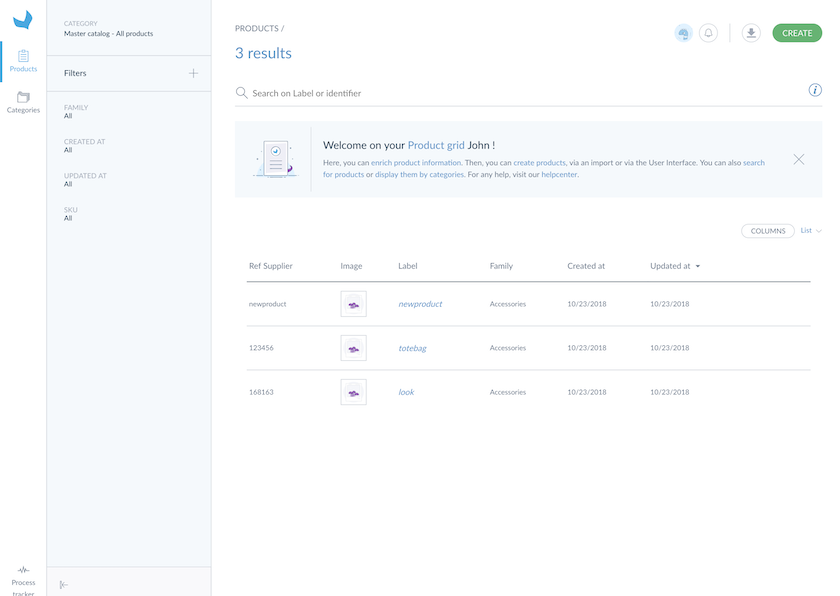 CATEGORY
Master catalog - All products
Products
Categories
Filters
FAMILY
All
CREATED AT
All
UPDATED AT
All
SKU
All
Process
tracker
PRODUCTS /
CREATE
3 results
Search on Label or identifier
i
Welcome on your Product grid John !
Here, you can enrich product information. Then, you can create products, via an import or via the User Interface. You can also search
for products or display them by categories. For any help, visit our helpcenter.
COLUMNS List
Ref Supplier Image Label Family Created at Updated at
newproduct newproduct Accessories 10/23/2018 10/23/2018
123456 totebag Accessories 10/23/2018 10/23/2018
168163 look Accessories 10/23/2018 10/23/2018